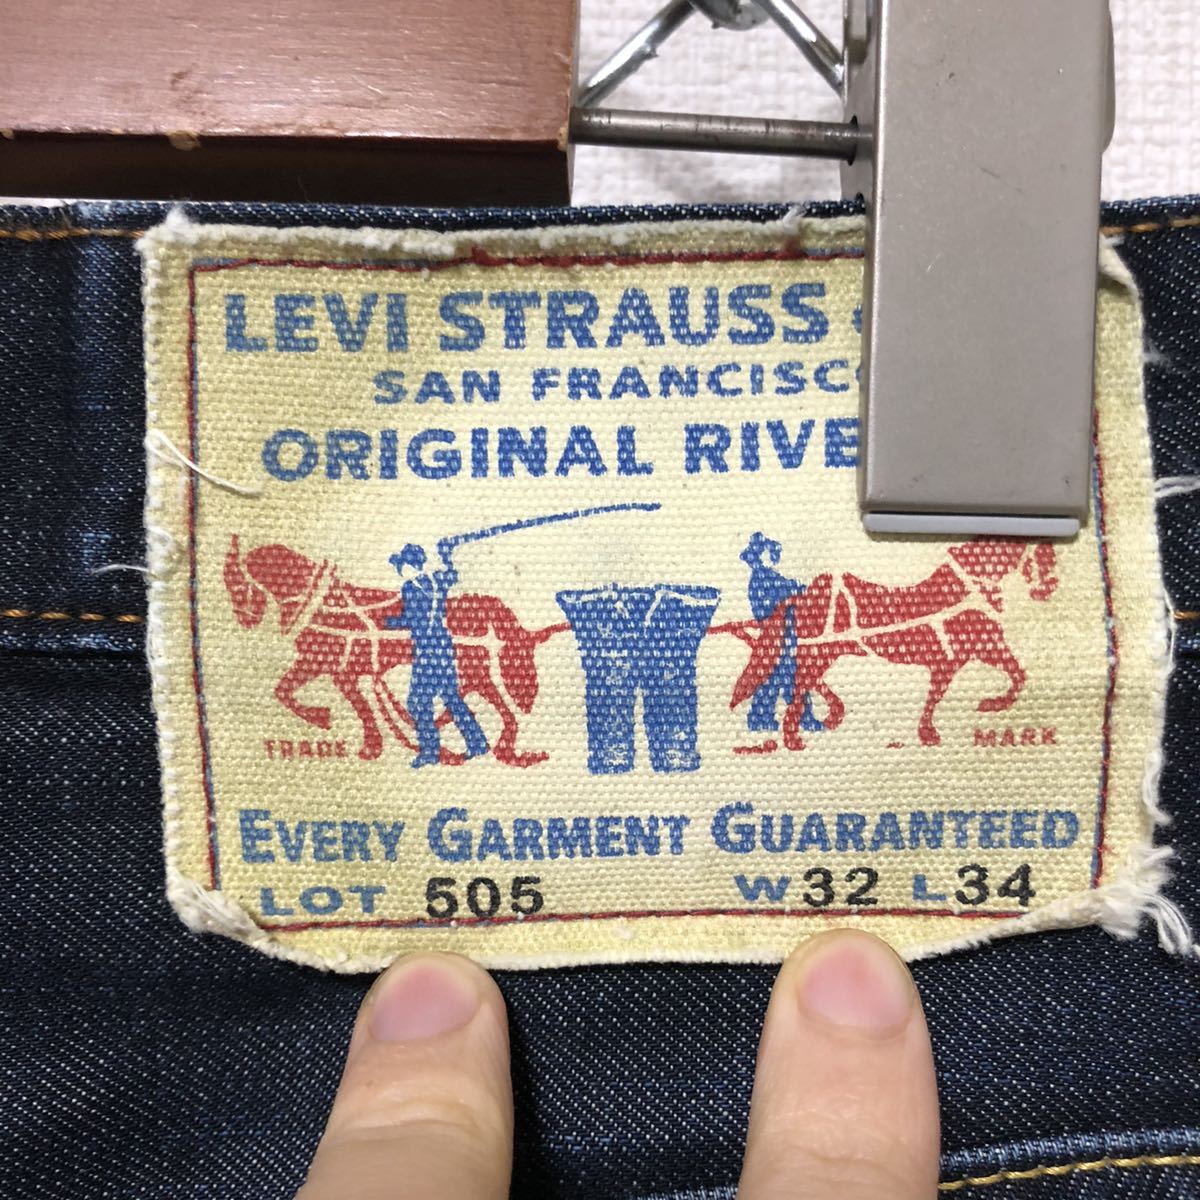 LEVI STRAUSS
SAN FRANCISC
ORIGINAL RIVE
TRADE MARK
EVERY GARMENT GUARANTEED
LOT 505 W32 L34